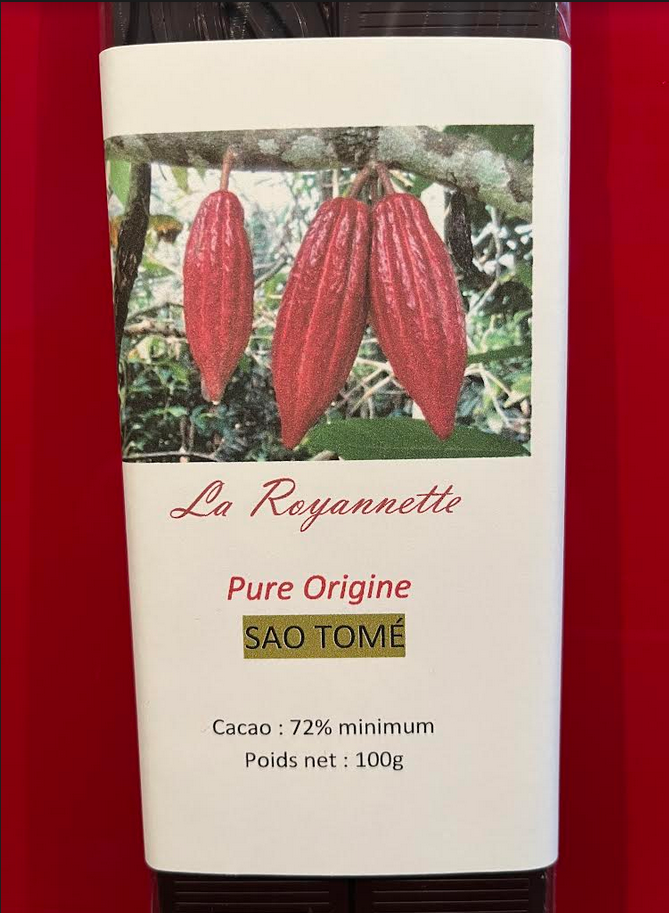 La Royannette
Pure Origine
SAO TOMÉ
Cacao : 72% minimum
Poids net : 100g